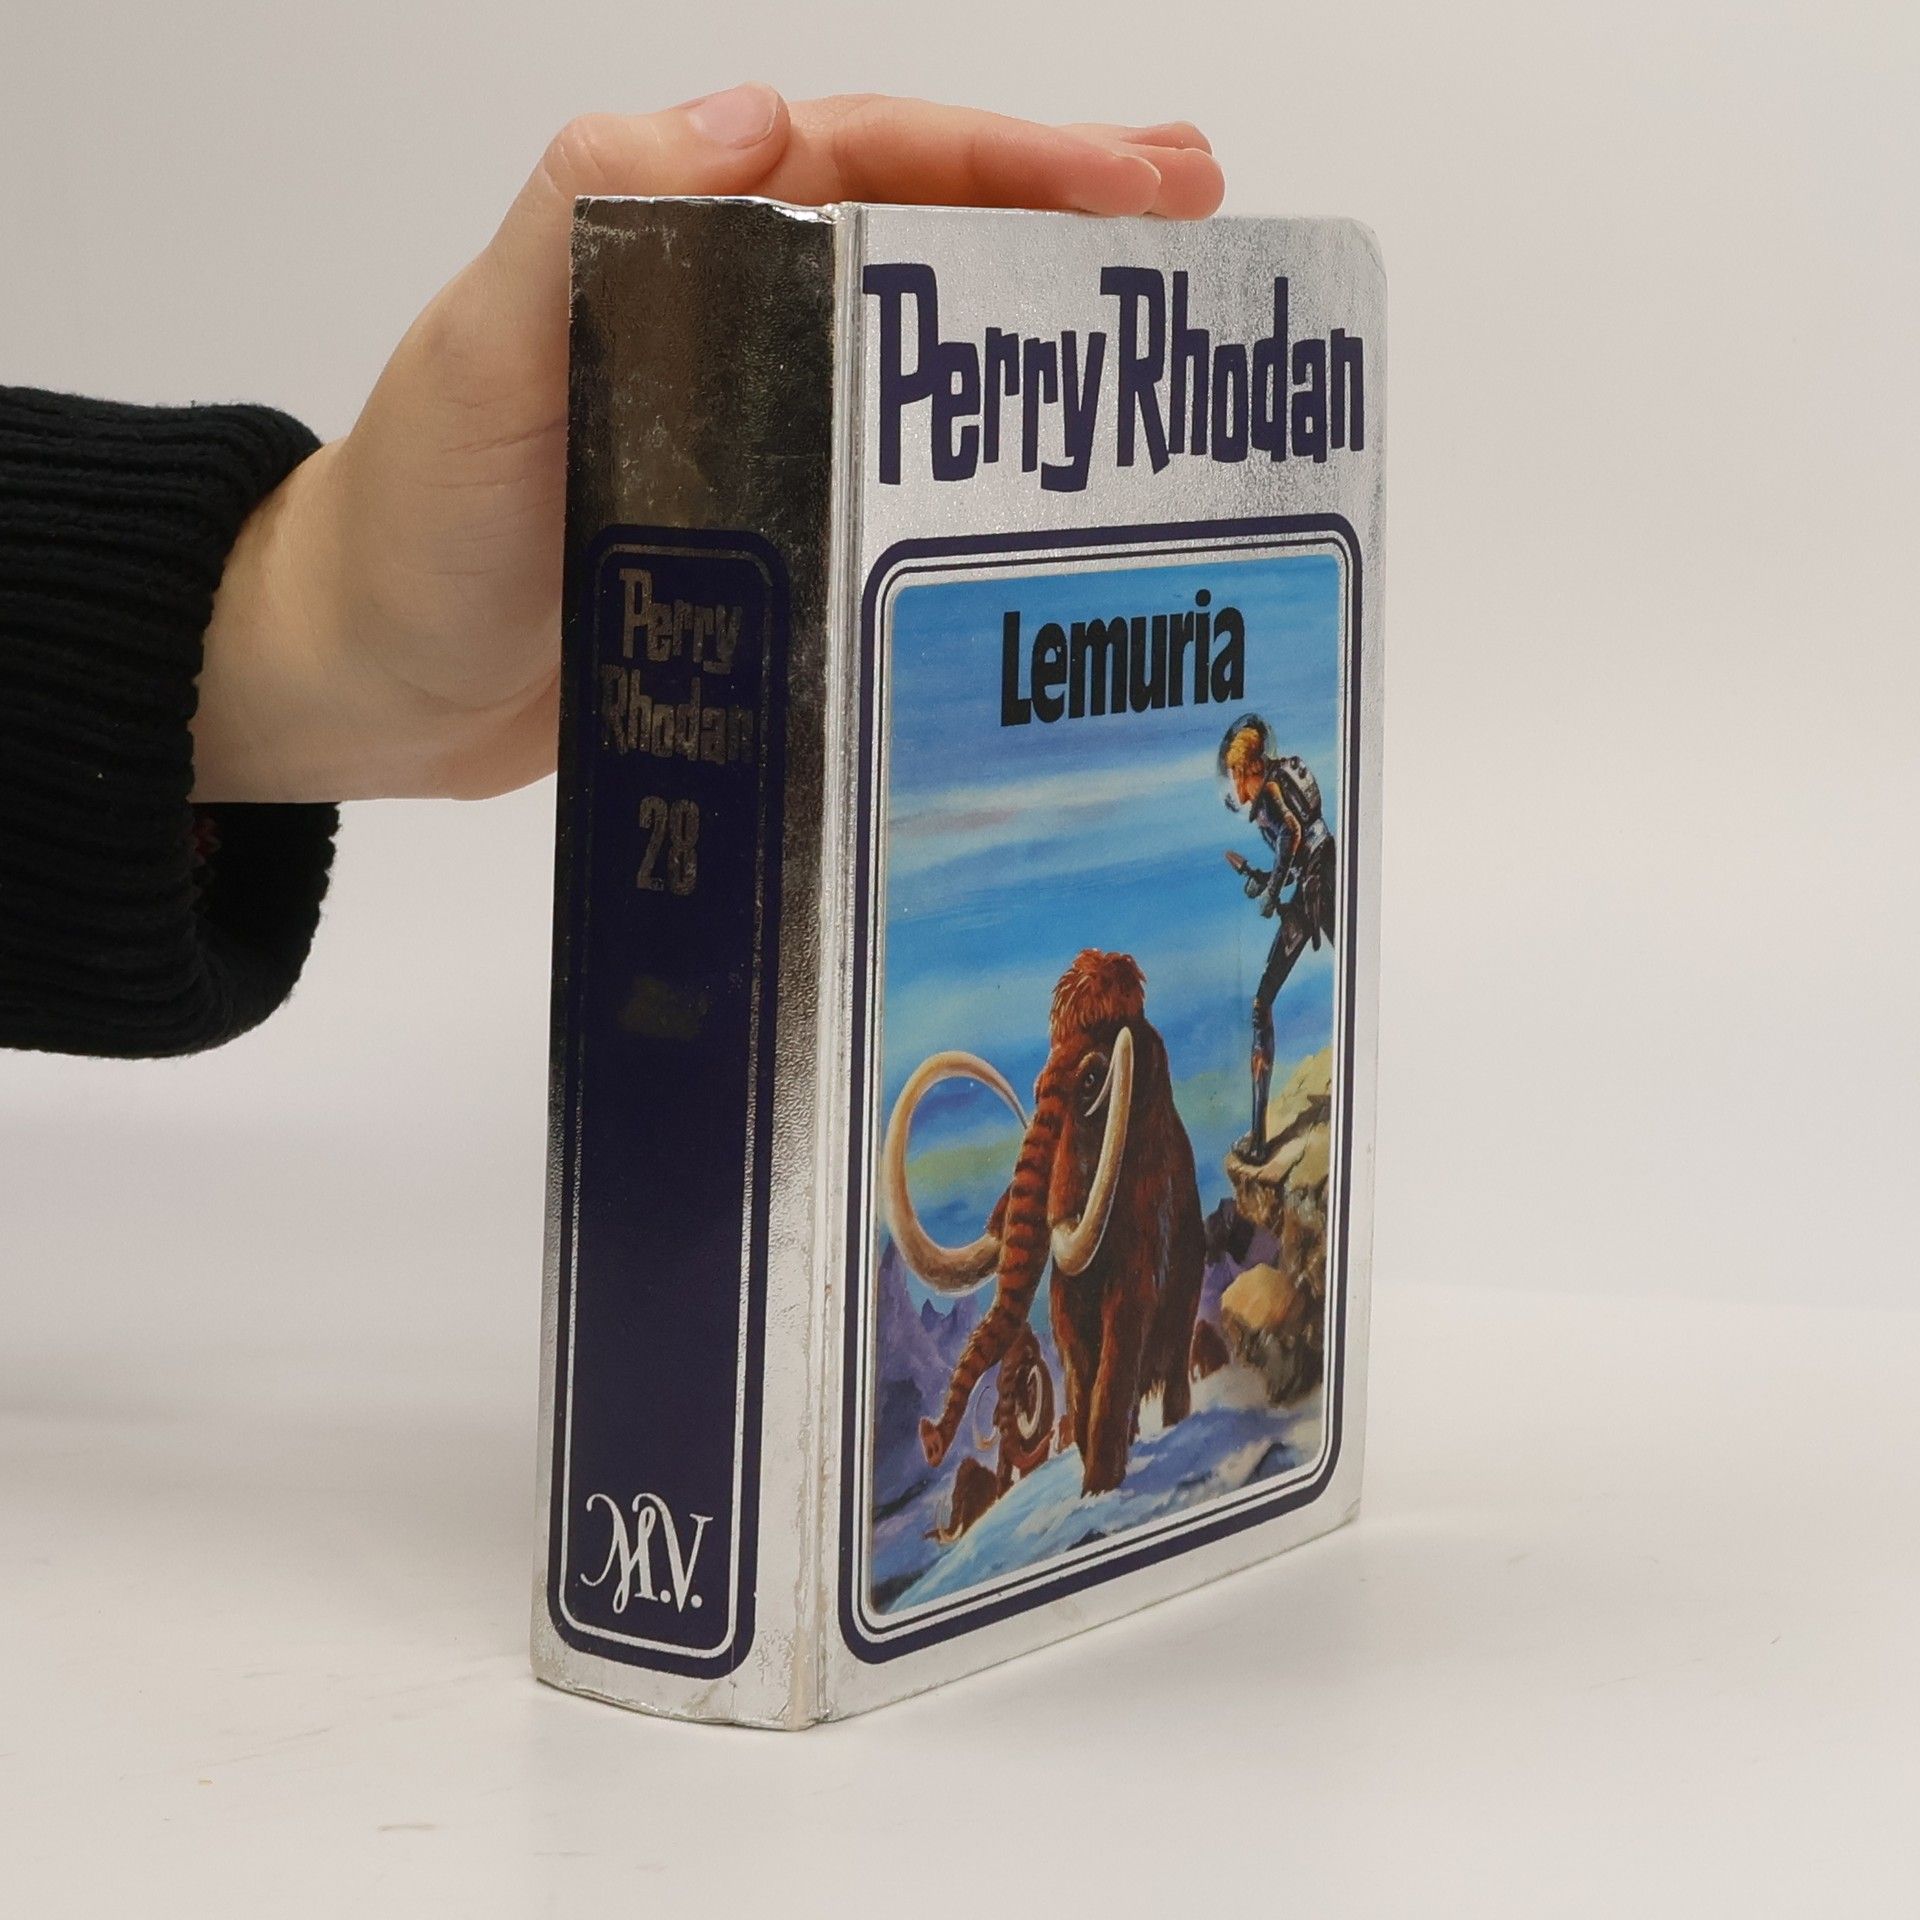 Perry Rhodan
Lemuria
Perry
Rhodan
28
M.V.